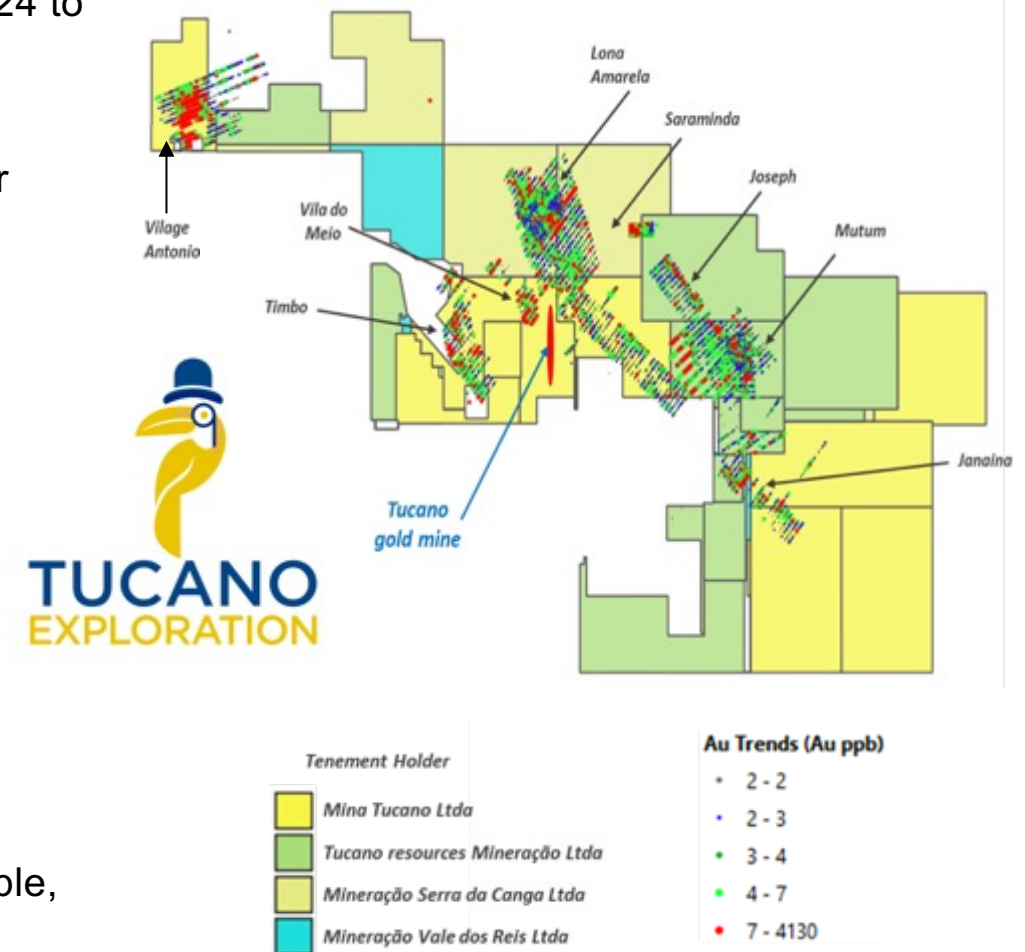 24 to
r
Lona
Amarela
Saraminda
Joseph
Mutum
Vila do
Meio
Vilage
Antonio
Timbo
Janaina
Tucano
gold mine
TUCANO
EXPLORATION
Tenement Holder
Mina Tucano Ltda
Tucano resources Mineração Ltda
Mineração Serra da Canga Ltda
Mineração Vale dos Reis Ltda
Au Trends (Au ppb)
2 - 2
2 - 3
3 - 4
4 - 7
7 - 4130
ple,